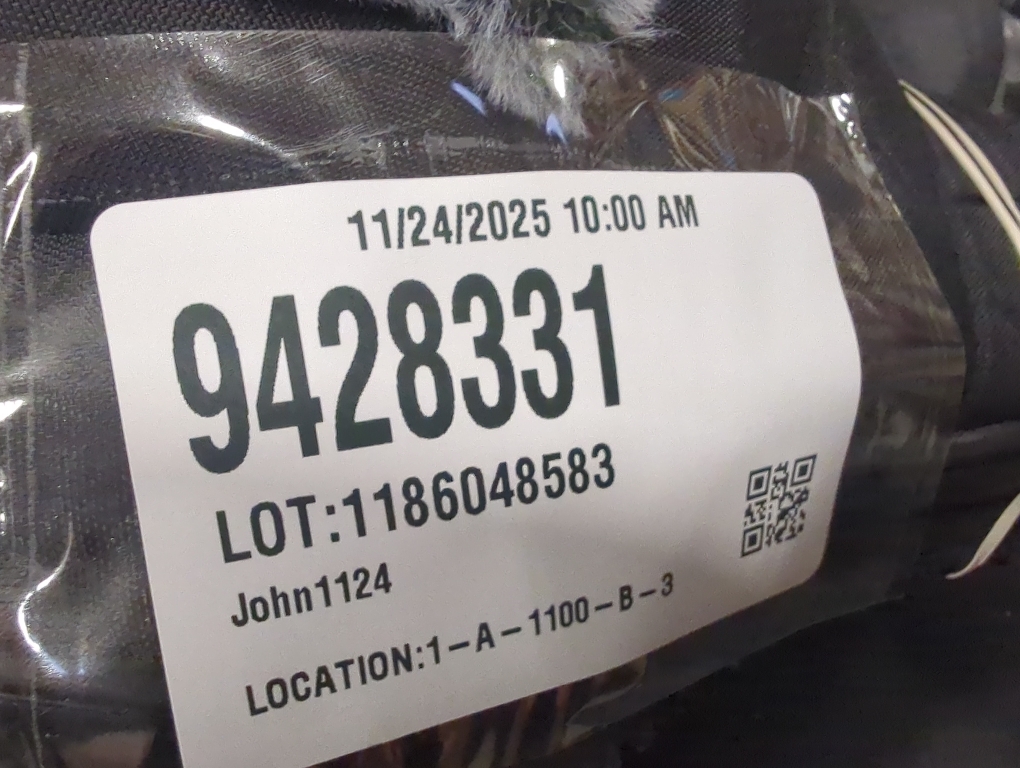 11/24/2025 10:00 AM
9428331
LOT:1186048583
John1124
LOCATION:1-A-1100-B-3